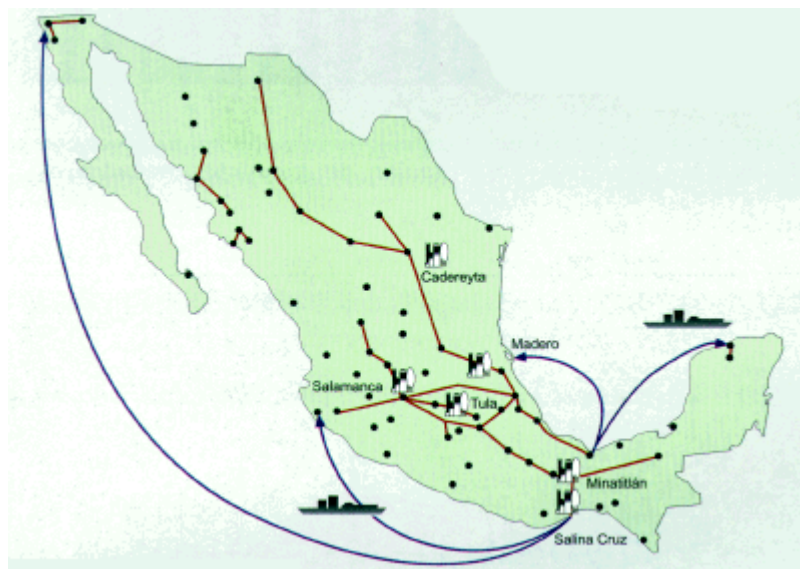 Cadereyta
Madero
Salamanca
Tula
Minatitlán
Salina Cruz